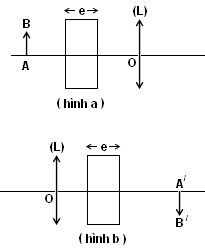 B
e
(L)
A
O
( hình a )
(L)
e
A/
O
B/
( hình b )